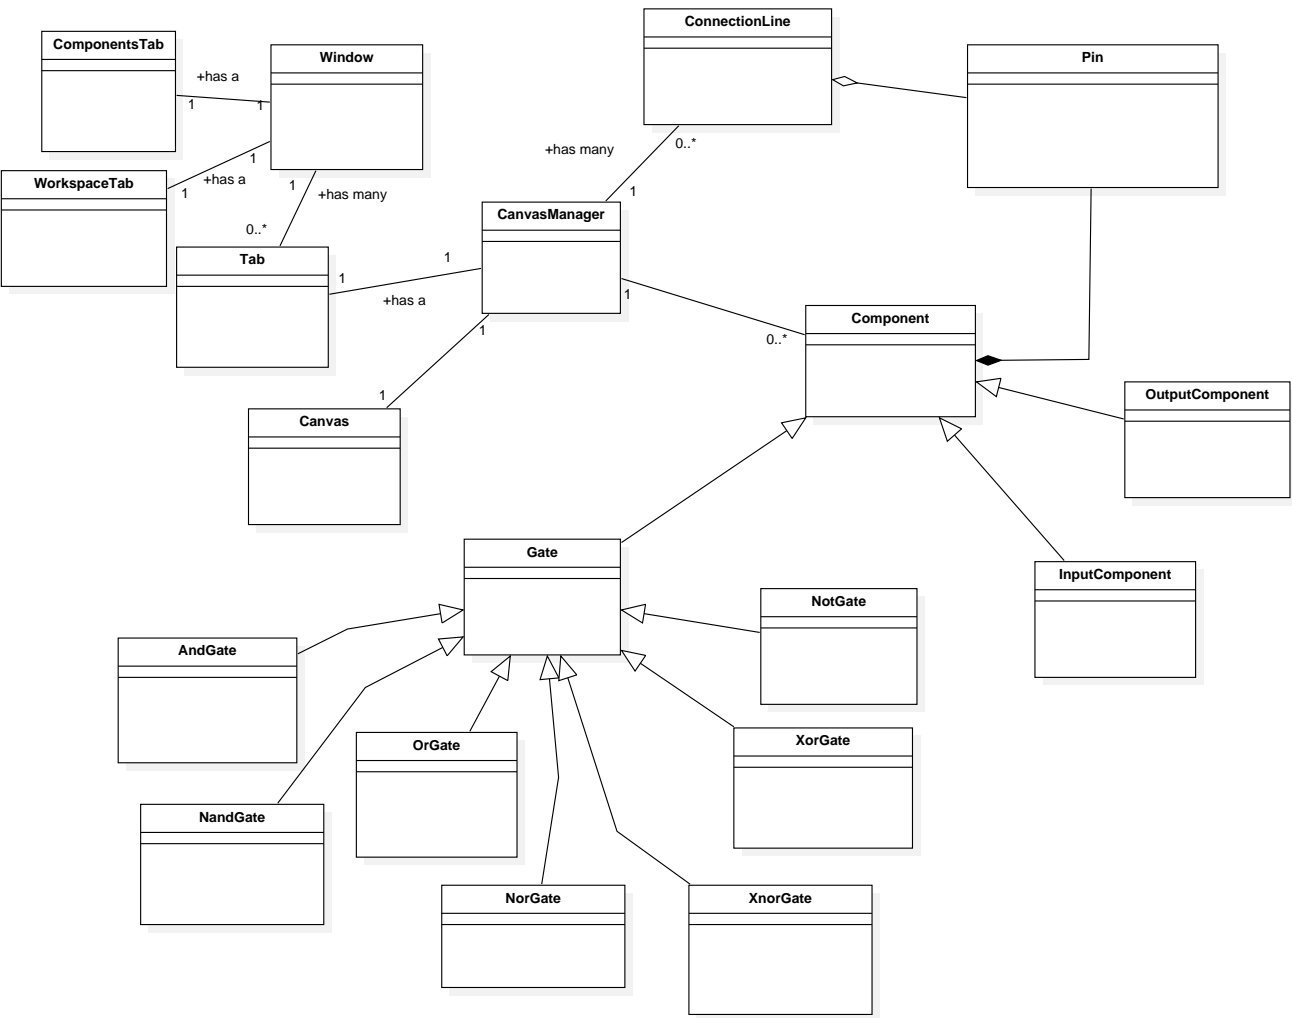 ConnectionLine
ComponentsTab
Window
Pin
+has a
1
1
0..*
+has many
1
WorkspaceTab
+has a
1
1
1
+has many
1
CanvasManager
0..*
Tab
1
1
+has a
1
Component
0..*
1
1
Canvas
OutputComponent
Gate
InputComponent
NotGate
AndGate
XorGate
OrGate
NandGate
NorGate
XnorGate